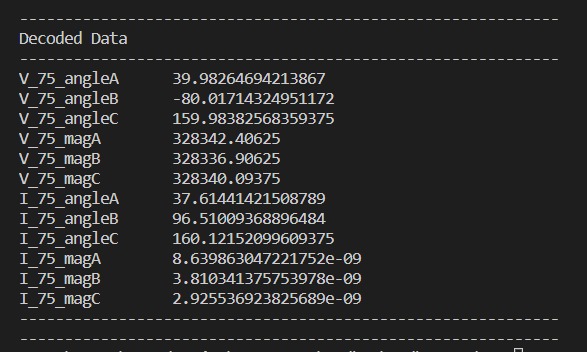 ------------------------------------------------------------
Decoded Data
------------------------------------------------------------
V_75_angleA 39.98264694213867
V_75_angleB -80.01714324951172
V_75_angleC 159.98382568359375
V_75_magA 328342.40625
V_75_magB 328336.90625
V_75_magC 328340.09375
I_75_angleA 37.61441421508789
I_75_angleB 96.51009368896484
I_75_angleC 160.12152099609375
I_75_magA 8.639863047221752e-09
I_75_magB 3.810341375753978e-09
I_75_magC 2.925536923825689e-09
------------------------------------------------------------
------------------------------------------------------------